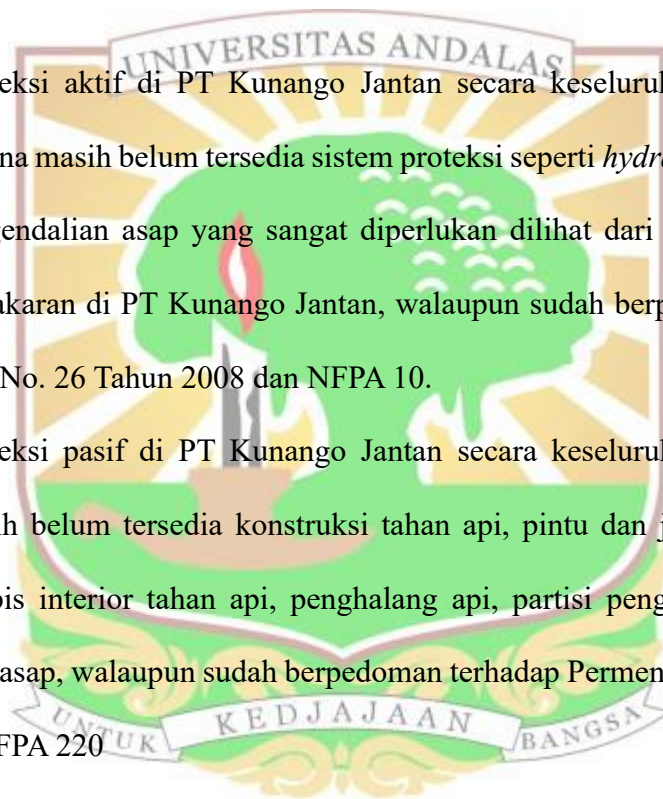 UNIVERSITAS ANDALAS
eksi aktif di PT Kunango Jantan secara keseluruh
na masih belum tersedia sistem proteksi seperti hydr
gendalian asap yang sangat diperlukan dilihat dari
akaran di PT Kunango Jantan, walaupun sudah berp
No. 26 Tahun 2008 dan NFPA 10.
eksi pasif di PT Kunango Jantan secara keseluruh
ih belum tersedia konstruksi tahan api, pintu dan j
pis interior tahan api, penghalang api, partisi peng
asap, walaupun sudah berpedoman terhadap Permen
FPA 220
UNTUK KEDJAJAAN BANGSA